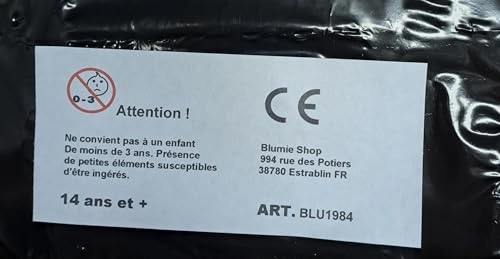 0-3
Attention !
Ne convient pas à un enfant
De moins de 3 ans. Présence
de petites éléments susceptibles
d'être ingérés.
14 ans et +
CE
Blumie Shop
994 rue des Potiers
38780 Estrablin FR
ART. BLU1984